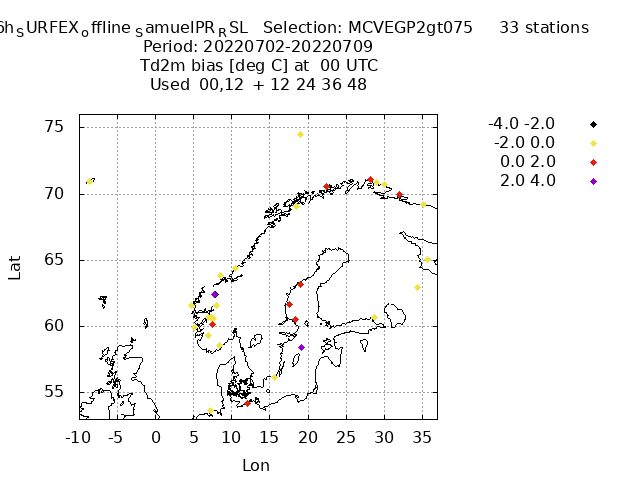 6h_SURFEX_offline_SamuelPR_RSL Selection: MCVEGP2gt075 33 stations
Period: 20220702-20220709
Td2m bias [deg C] at 00 UTC
Used 00,12 + 12 24 36 48
-4.0 -2.0
-2.0 0.0
0.0 2.0
2.0 4.0
75
70
65
60
55
Lat
-10 -5 0 5 10 15 20 25 30 35
Lon